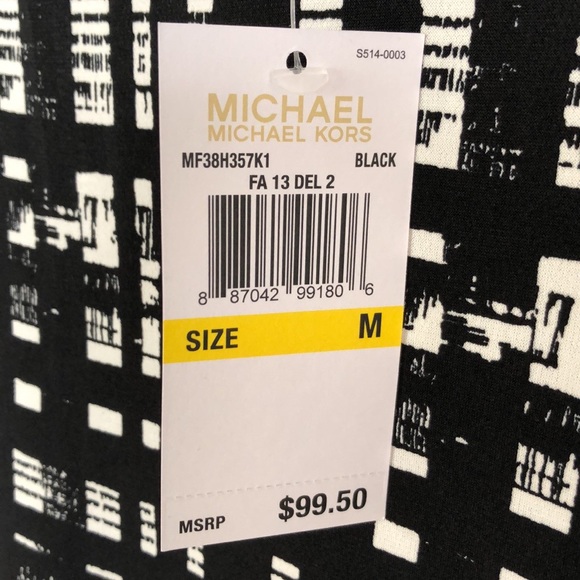 S514-0003
MICHAEL
MICHAEL KORS
MF38H357K1 BLACK
FA 13 DEL 2
8 87042 99180 6
SIZE M
MSRP $99.50